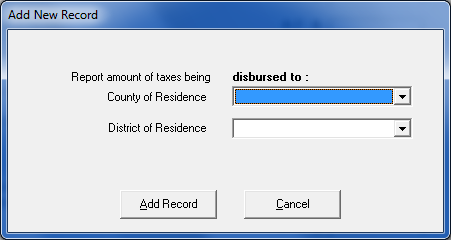 Add New Record
Report amount of taxes being disbursed to :
County of Residence
District of Residence
Add Record Cancel